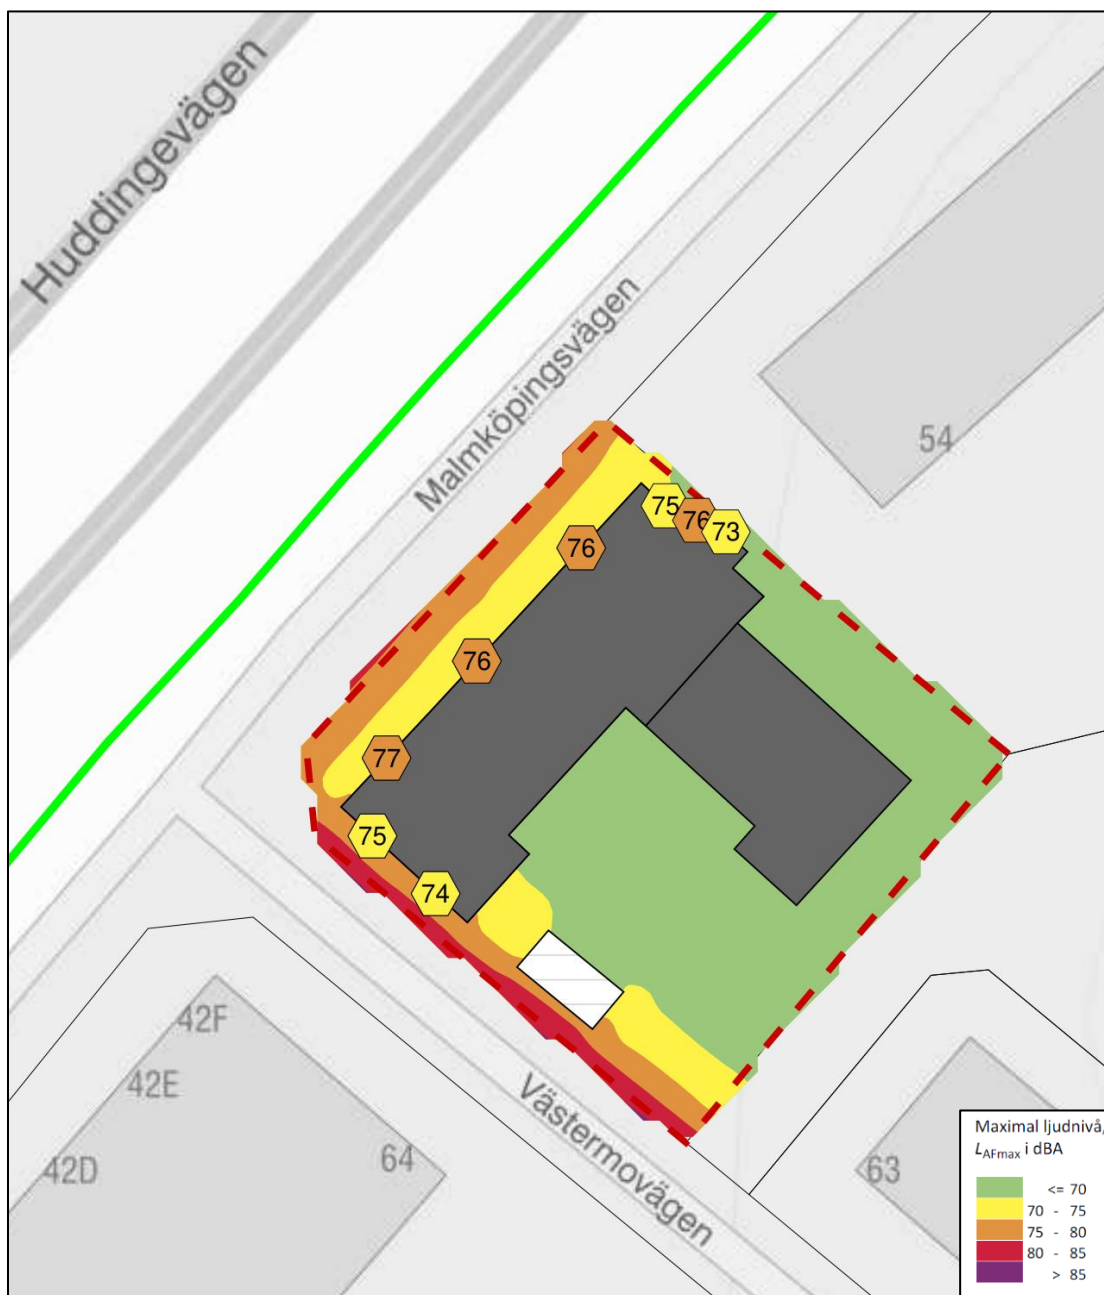 Huddingevägen
Malmköpingsvägen
54
75
76
73
76
76
77
75
74
42F
42E
42D
64
Västermovägen
63
Maximal ljudnivå,
LAFmax i dBA
<= 70
70 - 75
75 - 80
80 - 85
> 85